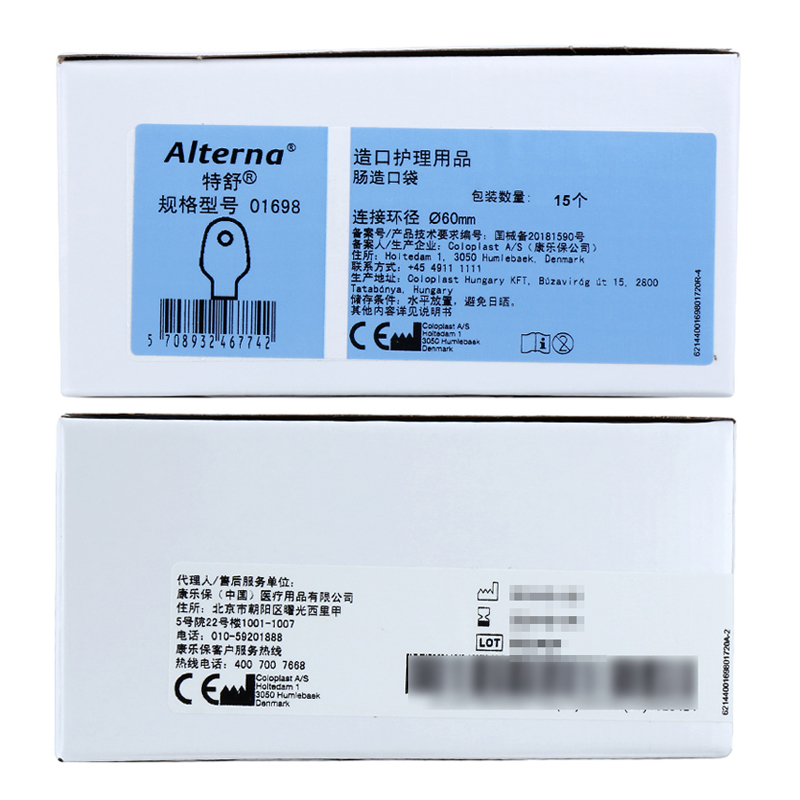 Alterna®
特舒®
规格型号 01698
5 708932 467742
造口护理用品
肠造口袋
包装数量: 15个
连接环径 Ø60mm
备案号/产品技术要求编号: 国械备20181590号
备案人/生产企业: Coloplast A/S (康乐保公司)
住所: Holtedam 1, 3050 Humlebaek, Denmark
联系方式: +45 4911 1111
生产地址: Coloplast Hungary KFT, Búzavirág út 15, 2800
Tatabánya, Hungary
储存条件: 水平放置, 避免日晒。
其他内容详见说明书
CE
Coloplast A/S
Holtedam 1
3050 Humlebaek
Denmark
6214400169801720R-4
代理人/售后服务单位:
康乐保(中国)医疗用品有限公司
住所: 北京市朝阳区曙光西里甲
5号院22号楼1001-1007
电话: 010-59201888
康乐保客户服务热线
热线电话: 400 700 7668
CE
Coloplast A/S
Holtedam 1
3050 Humlebaek
Denmark
LOT
6214400169801720A-2